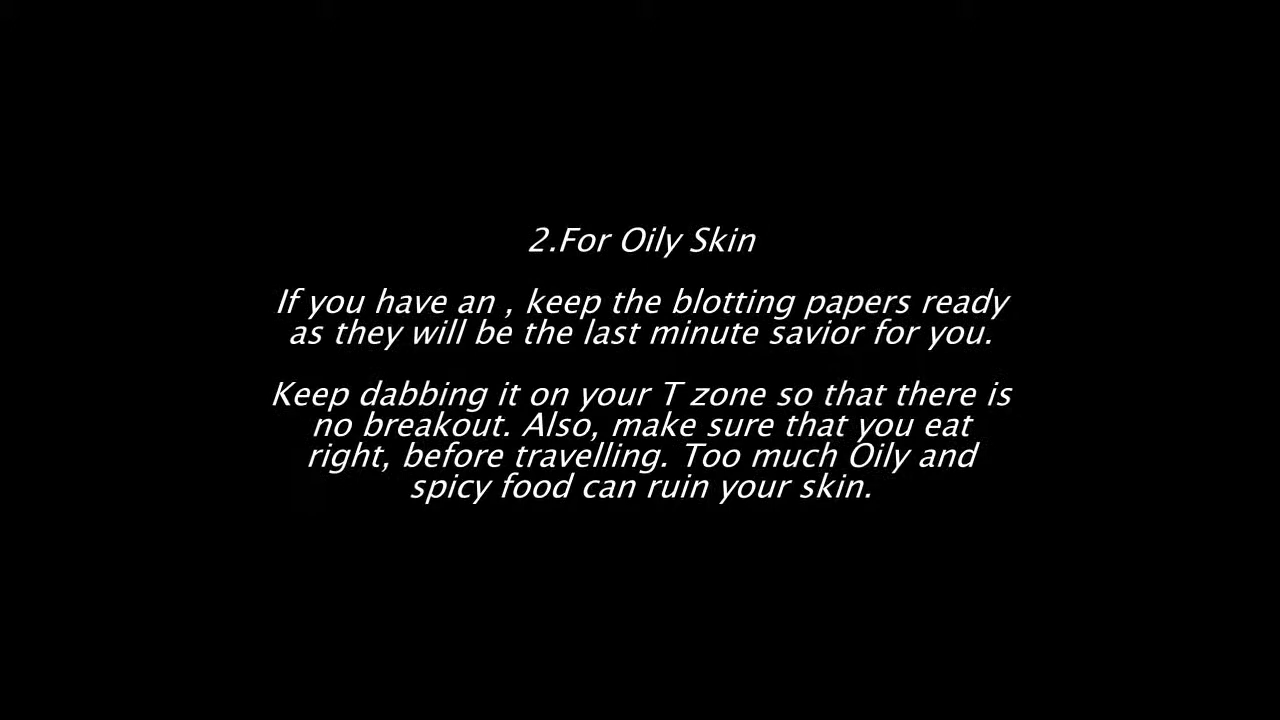 2.For Oily Skin
If you have an , keep the blotting papers ready
as they will be the last minute savior for you.
Keep dabbing it on your T zone so that there is
no breakout. Also, make sure that you eat
right, before travelling. Too much Oily and
spicy food can ruin your skin.